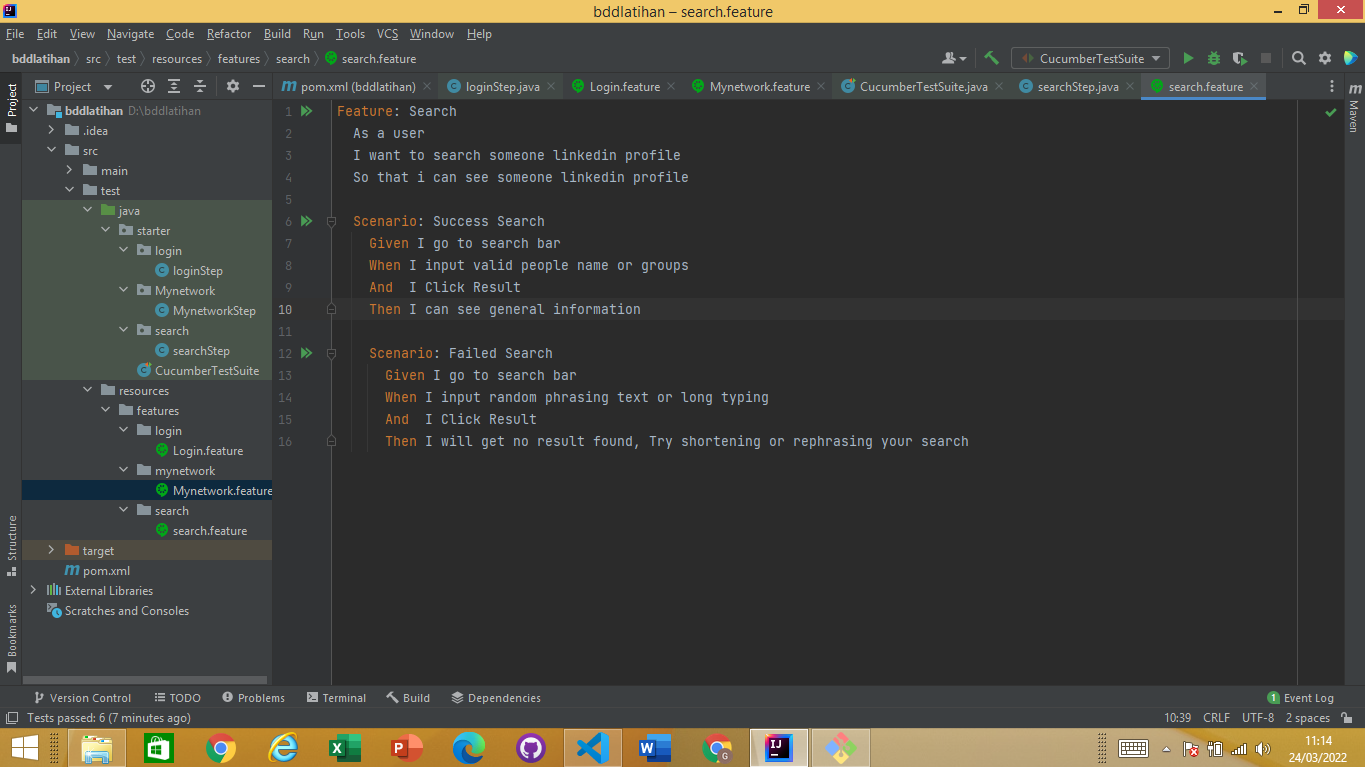 bddlatihan – search.feature
File Edit View Navigate Code Refactor Build Run Tools VCS Window Help
bddlatihan src test resources features search search.feature CucumberTestSuite
Project pom.xml (bddlatihan) loginStep.java Login.feature Mynetwork.feature CucumberTestSuite.java searchStep.java search.feature
Project
Structure
Bookmarks
Maven
bddlatihan D:\bddlatihan
.idea
src
main
test
java
starter
login
loginStep
Mynetwork
MynetworkStep
search
searchStep
CucumberTestSuite
resources
features
login
Login.feature
mynetwork
Mynetwork.feature
search
search.feature
target
pom.xml
External Libraries
Scratches and Consoles
1 Feature: Search
2 As a user
3 I want to search someone linkedin profile
4 So that i can see someone linkedin profile
5
6 Scenario: Success Search
7 Given I go to search bar
8 When I input valid people name or groups
9 And  I Click Result
10 Then I can see general information
11
12 Scenario: Failed Search
13 Given I go to search bar
14 When I input random phrasing text or long typing
15 And  I Click Result
16 Then I will get no result found, Try shortening or rephrasing your search
Version Control TODO Problems Terminal Build Dependencies 1 Event Log
Tests passed: 6 (7 minutes ago) 10:39 CRLF UTF-8 2 spaces
11:14
24/03/2022